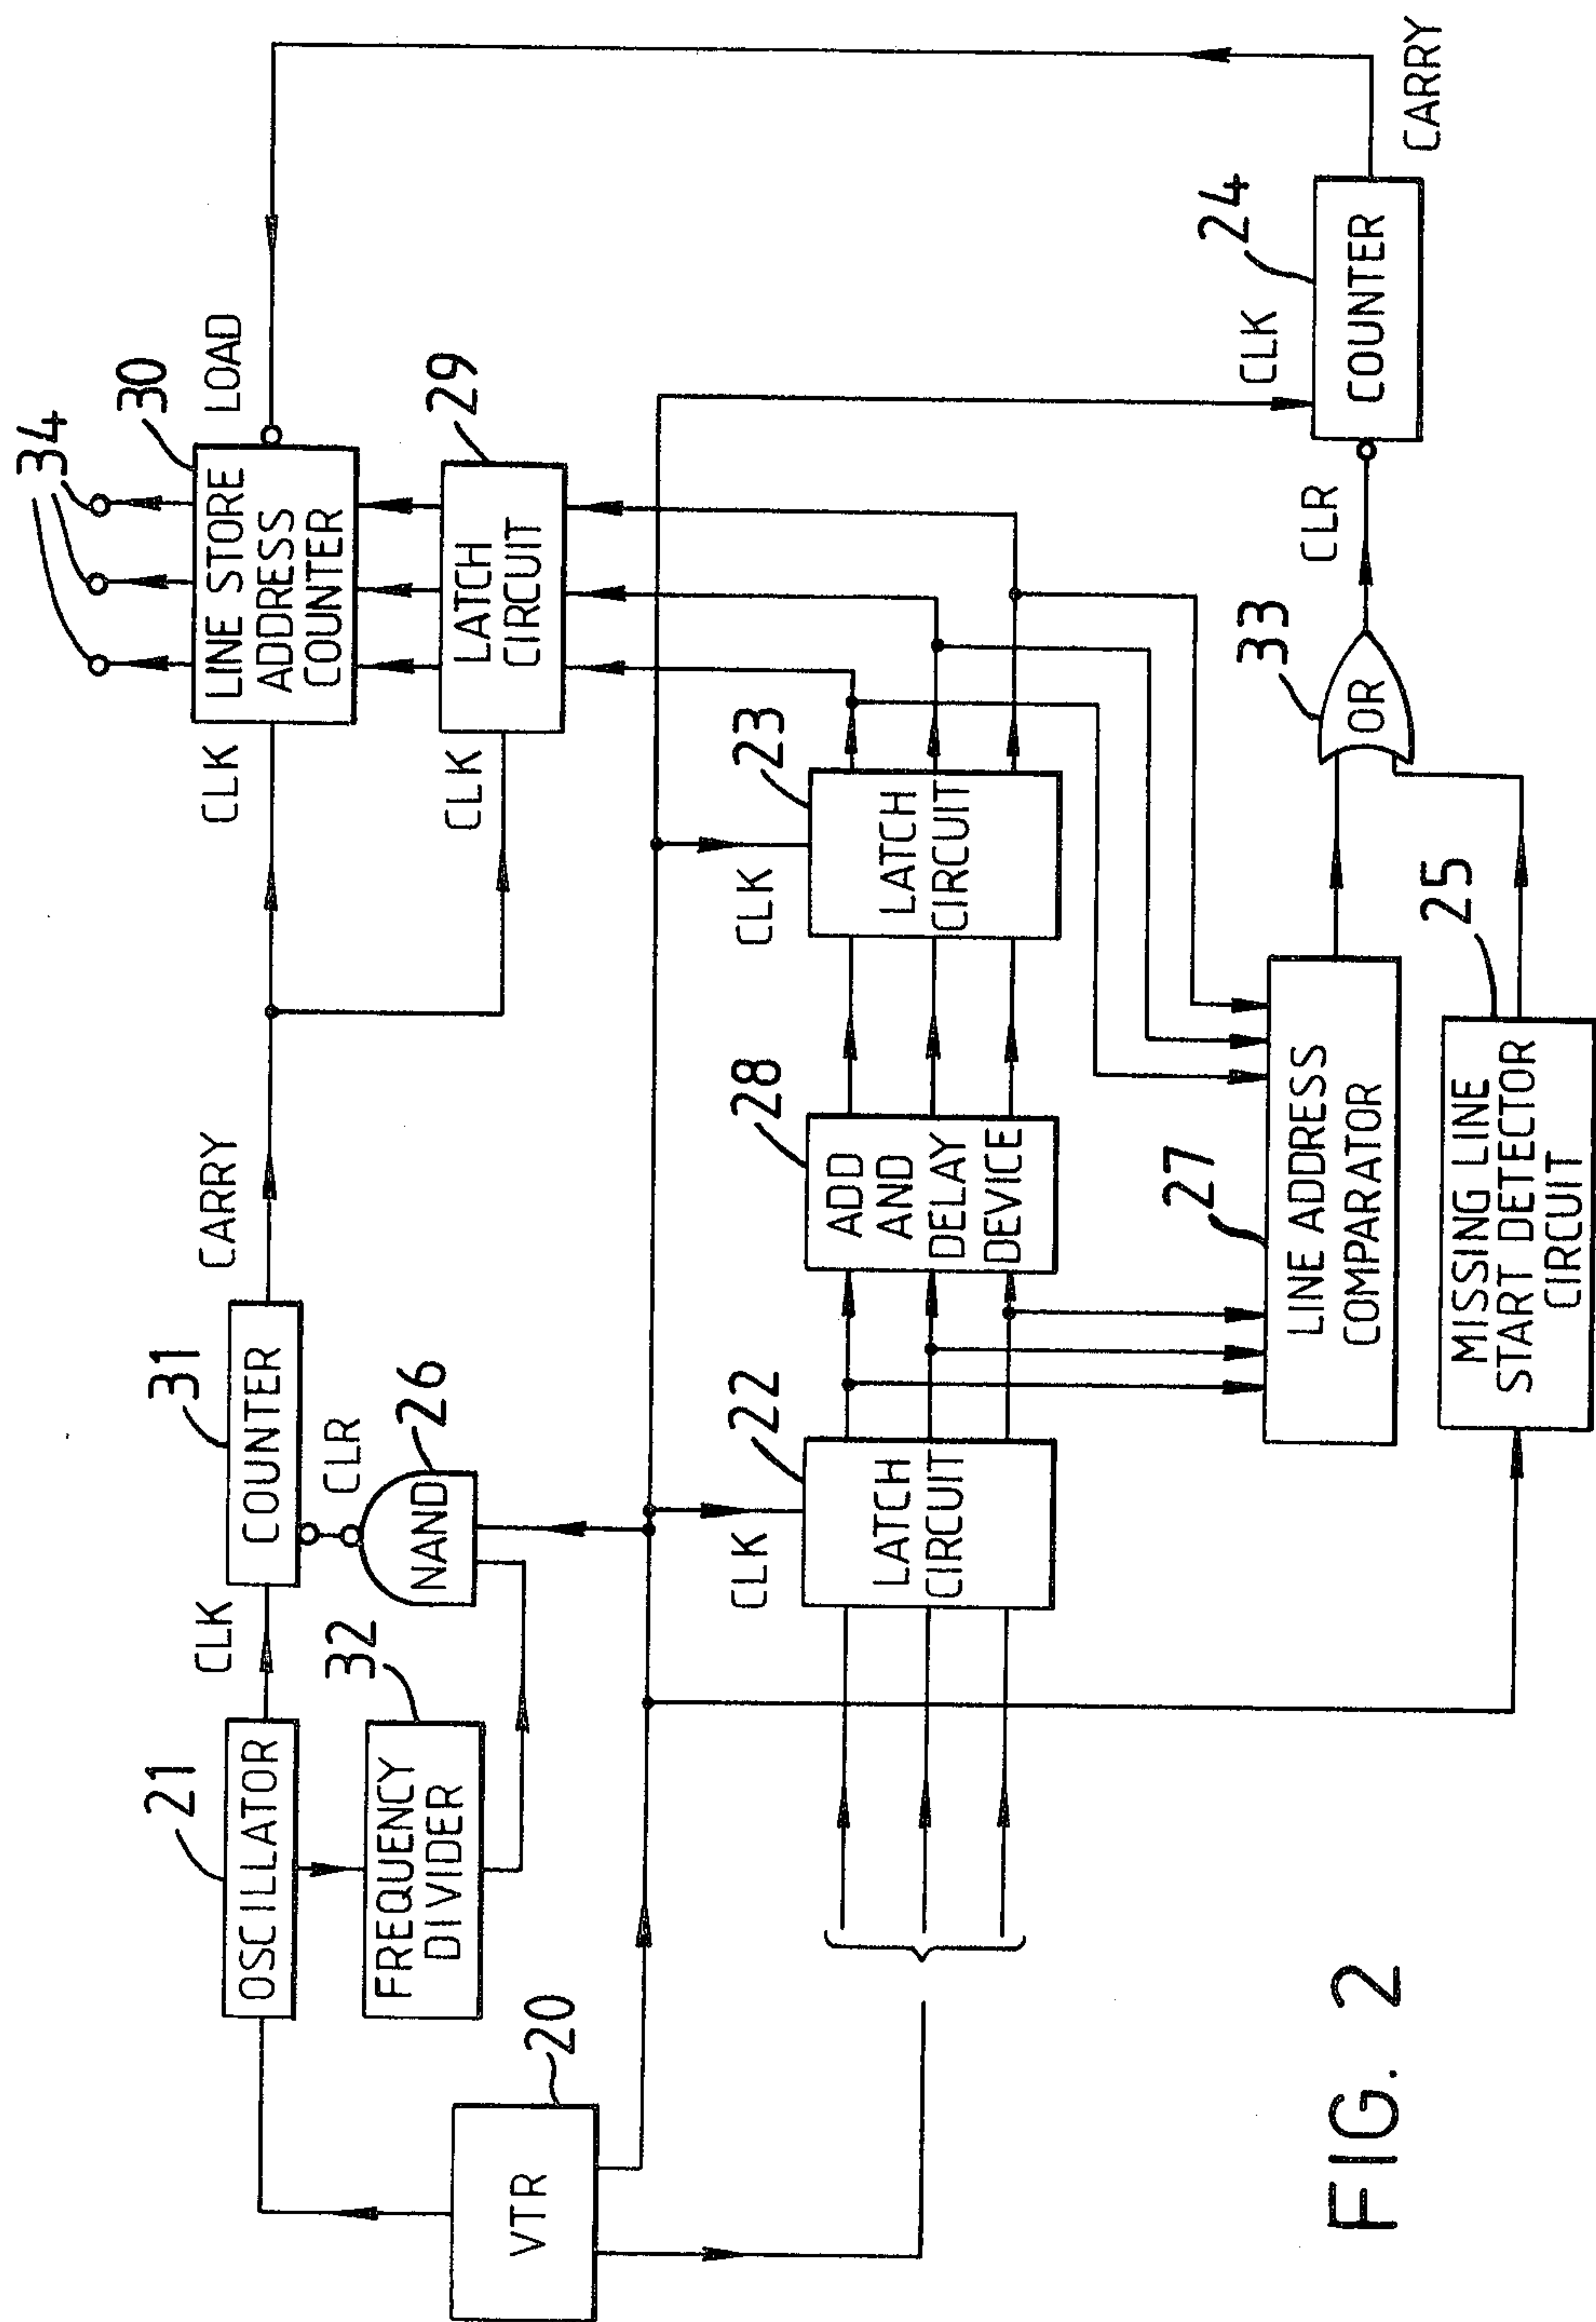 34
30
LINE STORE
ADDRESS
COUNTER
LOAD
CLK
29
LATCH
CIRCUIT
CLK
CARRY
31
COUNTER
CLK
CLR
26
NAND
21
OSCILLATOR
32
FREQUENCY
DIVIDER
20
VTR
22
LATCH
CIRCUIT
CLK
28
ADD
AND
DELAY
DEVICE
23
LATCH
CIRCUIT
CLK
24
COUNTER
CLK
CLR
CARRY
33
OR
27
LINE ADDRESS
COMPARATOR
25
MISSING LINE
START DETECTOR
CIRCUIT
FIG. 2